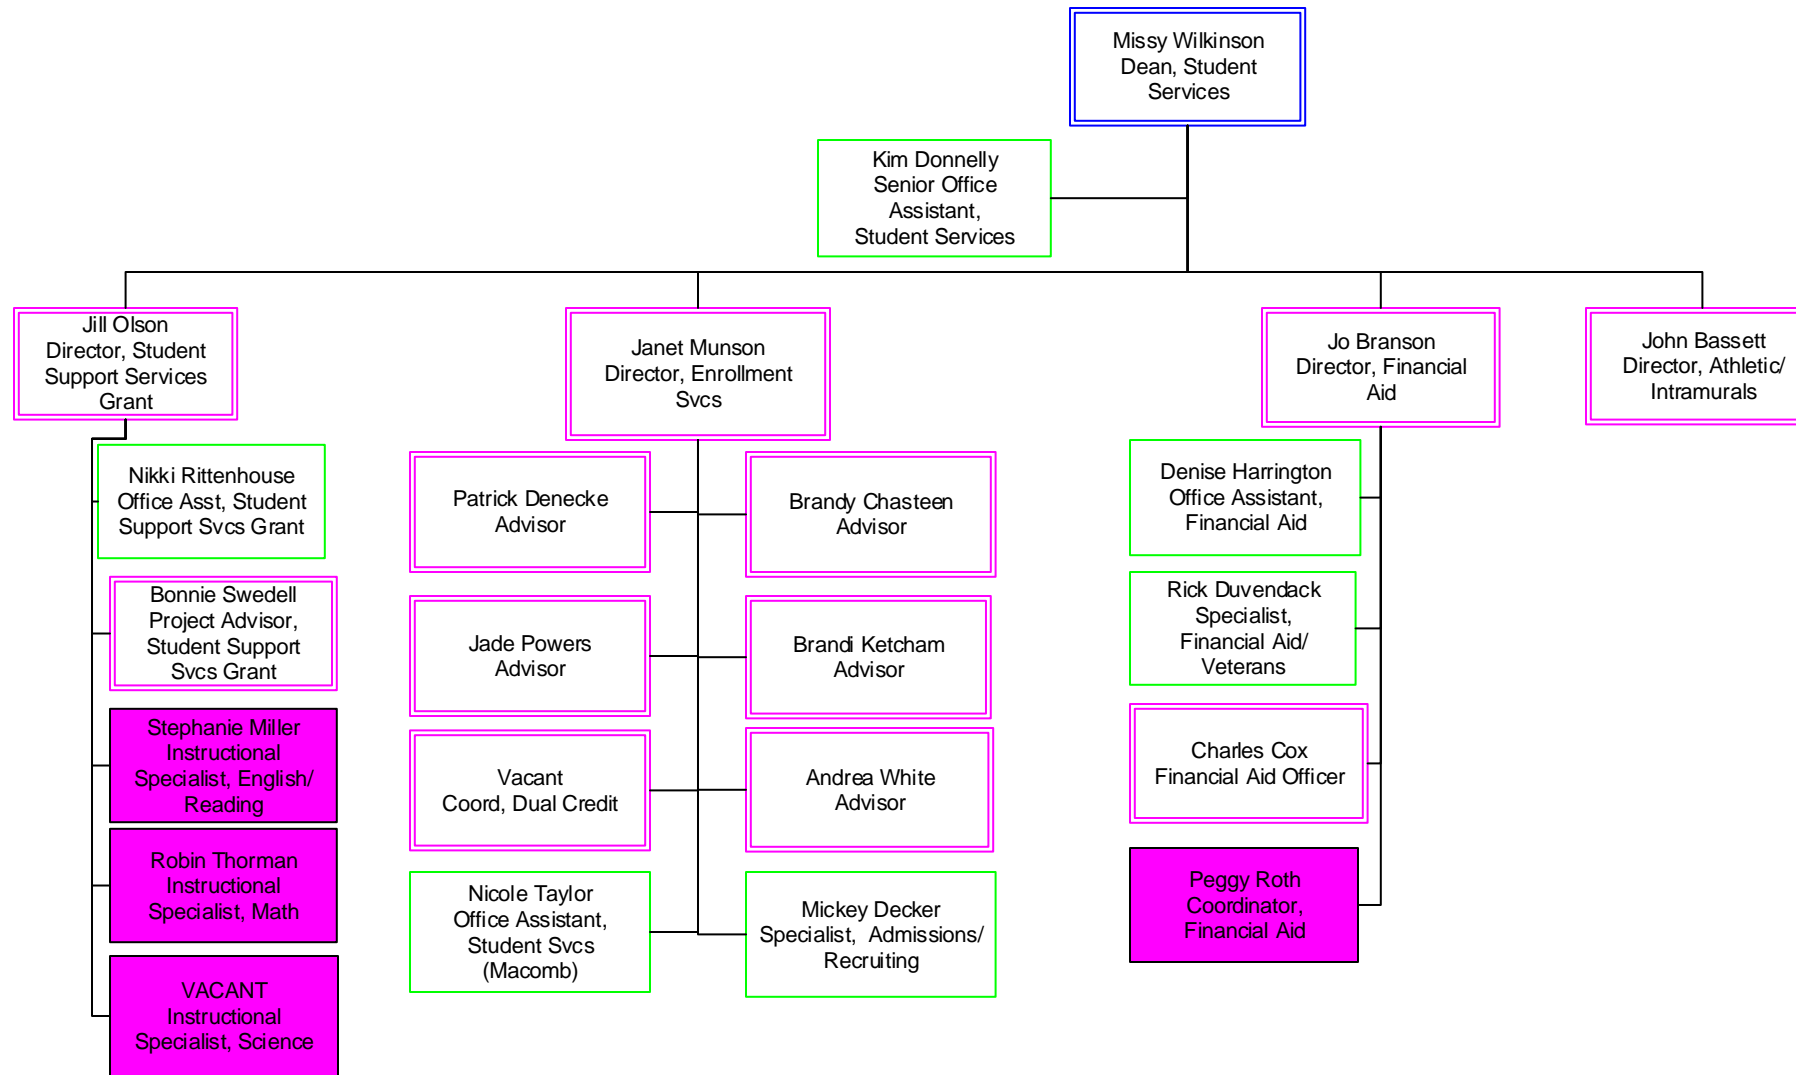 Missy Wilkinson
Dean, Student
Services
Kim Donnelly
Senior Office
Assistant,
Student Services
Jill Olson
Director, Student
Support Services
Grant
Janet Munson
Director, Enrollment
Svcs
Jo Branson
Director, Financial
Aid
John Bassett
Director, Athletic/
Intramurals
Nikki Rittenhouse
Office Asst, Student
Support Svcs Grant
Bonnie Swedell
Project Advisor,
Student Support
Svcs Grant
Stephanie Miller
Instructional
Specialist, English/
Reading
Robin Thorman
Instructional
Specialist, Math
VACANT
Instructional
Specialist, Science
Patrick Denecke
Advisor
Brandy Chasteen
Advisor
Jade Powers
Advisor
Brandi Ketcham
Advisor
Vacant
Coord, Dual Credit
Andrea White
Advisor
Nicole Taylor
Office Assistant,
Student Svcs
(Macomb)
Mickey Decker
Specialist, Admissions/
Recruiting
Denise Harrington
Office Assistant,
Financial Aid
Rick Duvendack
Specialist,
Financial Aid/
Veterans
Charles Cox
Financial Aid Officer
Peggy Roth
Coordinator,
Financial Aid